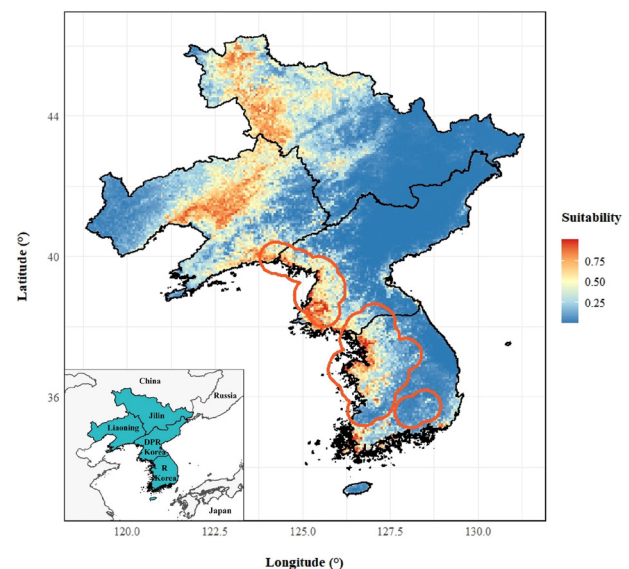 44
40
36
Latitude (°)
120.0
122.5
125.0
127.5
130.0
Longitude (°)
Suitability
0.75
0.50
0.25
China
Russia
Jilin
Liaoning
DPR
Korea
R
Korea
Japan